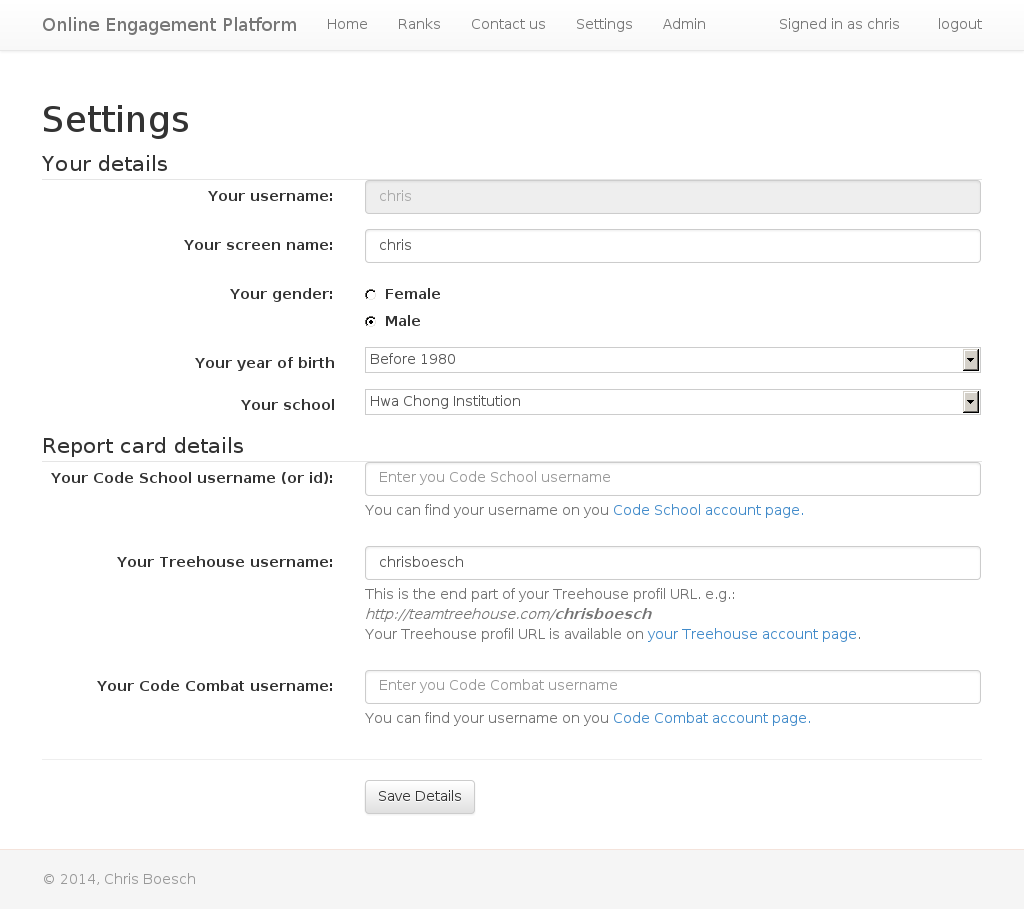 Online Engagement Platform Home Ranks Contact us Settings Admin Signed in as chris logout
Settings
Your details
Your username: chris
Your screen name: chris
Your gender: Female
Male
Your year of birth Before 1980
Your school Hwa Chong Institution
Report card details
Your Code School username (or id): Enter you Code School username
You can find your username on you Code School account page.
Your Treehouse username: chrisboesch
This is the end part of your Treehouse profil URL. e.g.:
http://teamtreehouse.com/chrisboesch
Your Treehouse profil URL is available on your Treehouse account page.
Your Code Combat username: Enter you Code Combat username
You can find your username on you Code Combat account page.
Save Details
© 2014, Chris Boesch